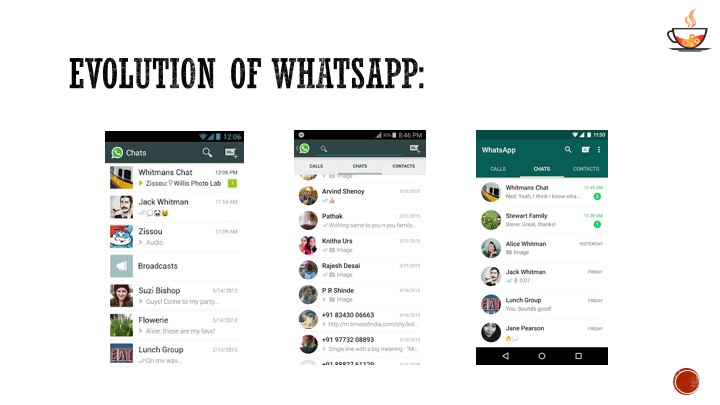 EVOLUTION OF WHATSAPP:
12:06
Chats
Whitmans Chat 12:06 PM
Zissou: Willis Photo Lab 1
Jack Whitman 11:54 AM
Zissou 11:09 AM
Audio
Broadcasts
Suzi Bishop 3/14/2013
Guys! Come to my party...
Flowerie 3/14/2013
Alice: those are my favs!
Lunch Group 2/13/2013
On my way...
93% 8:46 PM
CALLS CHATS CONTACTS
Image
Arvind Shenoy 3/22/2015
Pathak 3/21/2015
Wishing same to you n you family...
Knitha Urs 3/21/2015
Image
Rajesh Desai 3/21/2015
Image
P R Shinde 3/16/2015
Image
+91 83430 06663 3/16/2015
http://m.timesofindia.com/city/kol...
+91 97732 08893 3/13/2015
Single line with a big meaning:- "Mi...
+91 88827 61129
11:50
WhatsApp
CALLS CHATS CONTACTS
Whitmans Chat 11:45 AM
Ned: Yeah, I think I know wha... 3
Stewart Family 11:39 AM
Steve: Great, thanks! 1
Alice Whitman YESTERDAY
Image
Jack Whitman FRIDAY
0:07
Lunch Group FRIDAY
You: Sounds good!
Jane Pearson FRIDAY